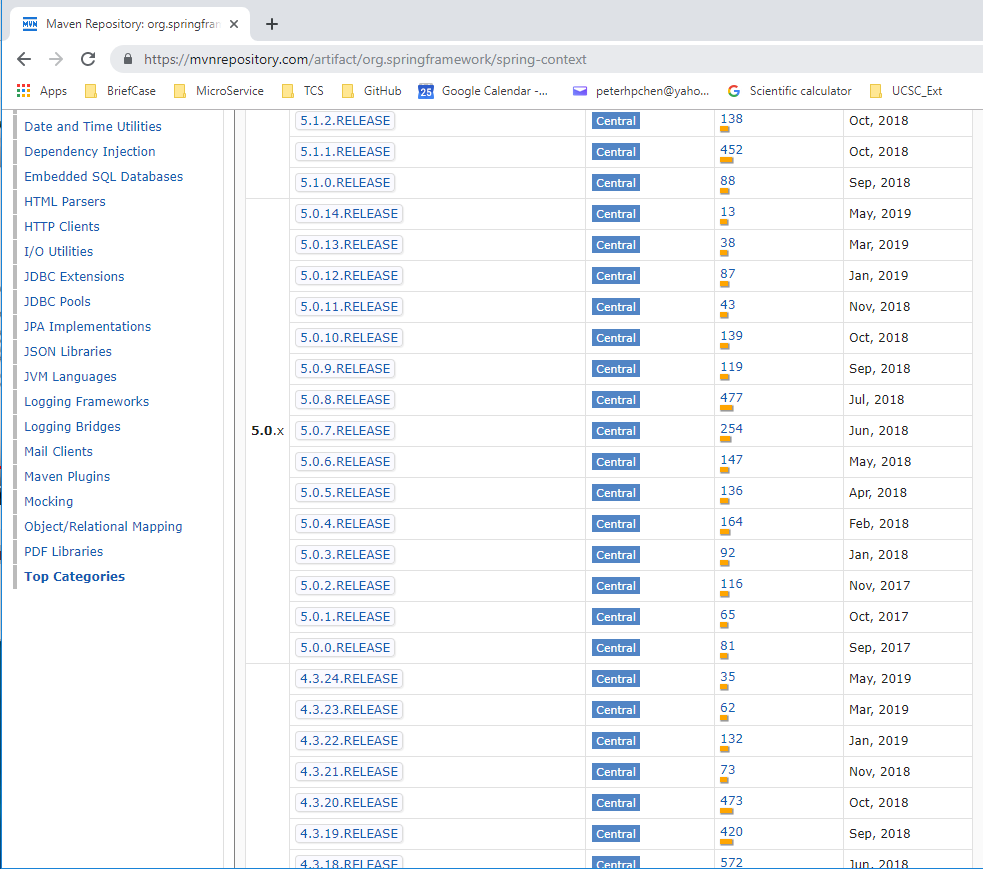 Maven Repository: org.springfran
https://mvnrepository.com/artifact/org.springframework/spring-context
Apps BriefCase MicroService TCS GitHub 25 Google Calendar -... peterhpchen@yaho... Scientific calculator UCSC_Ext
Date and Time Utilities
Dependency Injection
Embedded SQL Databases
HTML Parsers
HTTP Clients
I/O Utilities
JDBC Extensions
JDBC Pools
JPA Implementations
JSON Libraries
JVM Languages
Logging Frameworks
Logging Bridges
Mail Clients
Maven Plugins
Mocking
Object/Relational Mapping
PDF Libraries
Top Categories
5.1.2.RELEASE Central 138 Oct, 2018
5.1.1.RELEASE Central 452 Oct, 2018
5.1.0.RELEASE Central 88 Sep, 2018
5.0.14.RELEASE Central 13 May, 2019
5.0.13.RELEASE Central 38 Mar, 2019
5.0.12.RELEASE Central 87 Jan, 2019
5.0.11.RELEASE Central 43 Nov, 2018
5.0.10.RELEASE Central 139 Oct, 2018
5.0.9.RELEASE Central 119 Sep, 2018
5.0.8.RELEASE Central 477 Jul, 2018
5.0.x 5.0.7.RELEASE Central 254 Jun, 2018
5.0.6.RELEASE Central 147 May, 2018
5.0.5.RELEASE Central 136 Apr, 2018
5.0.4.RELEASE Central 164 Feb, 2018
5.0.3.RELEASE Central 92 Jan, 2018
5.0.2.RELEASE Central 116 Nov, 2017
5.0.1.RELEASE Central 65 Oct, 2017
5.0.0.RELEASE Central 81 Sep, 2017
4.3.24.RELEASE Central 35 May, 2019
4.3.23.RELEASE Central 62 Mar, 2019
4.3.22.RELEASE Central 132 Jan, 2019
4.3.21.RELEASE Central 73 Nov, 2018
4.3.20.RELEASE Central 473 Oct, 2018
4.3.19.RELEASE Central 420 Sep, 2018
4.3.18.RELEASE Central 572 Jun, 2018